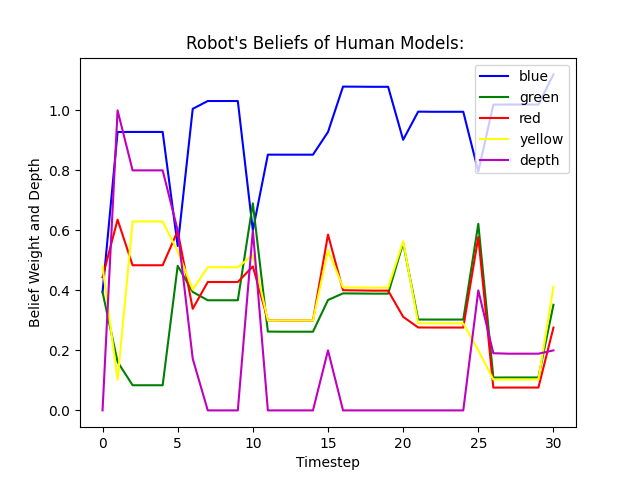 Robot's Beliefs of Human Models:
blue
green
red
yellow
depth
Belief Weight and Depth
1.0
0.8
0.6
0.4
0.2
0.0
0 5 10 15 20 25 30
Timestep